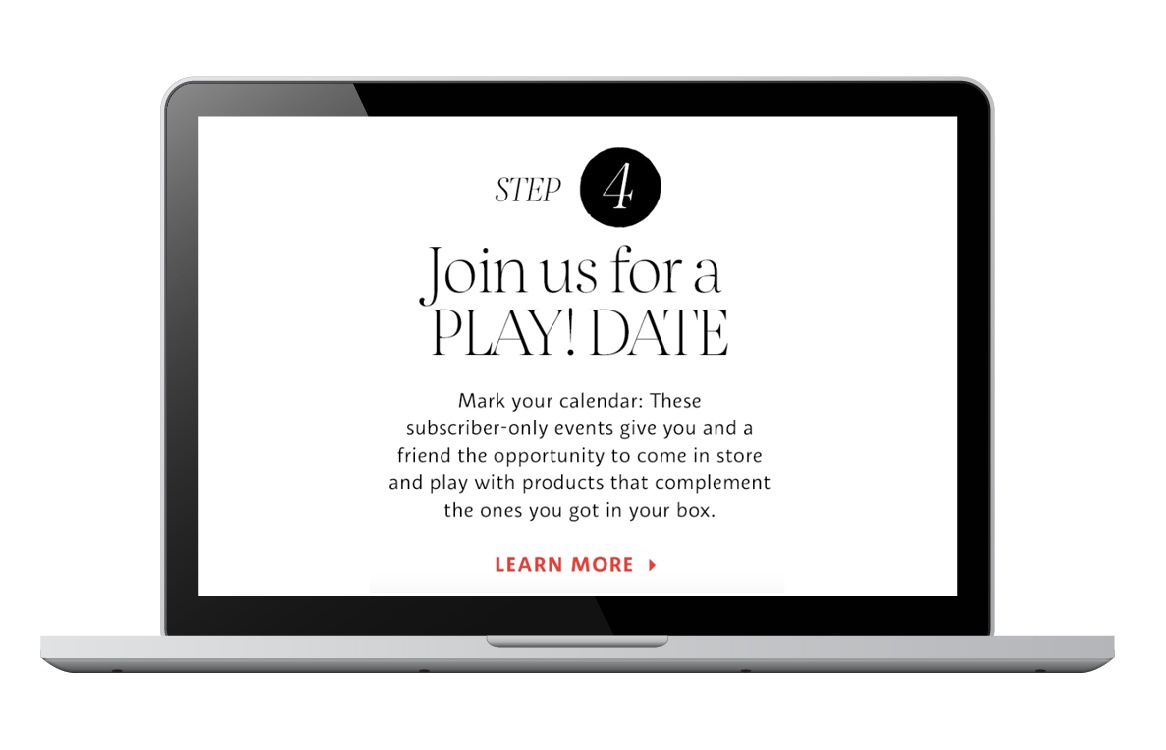 STEP 4
Join us for a
PLAY! DATE
Mark your calendar: These
subscriber-only events give you and a
friend the opportunity to come in store
and play with products that complement
the ones you got in your box.
LEARN MORE